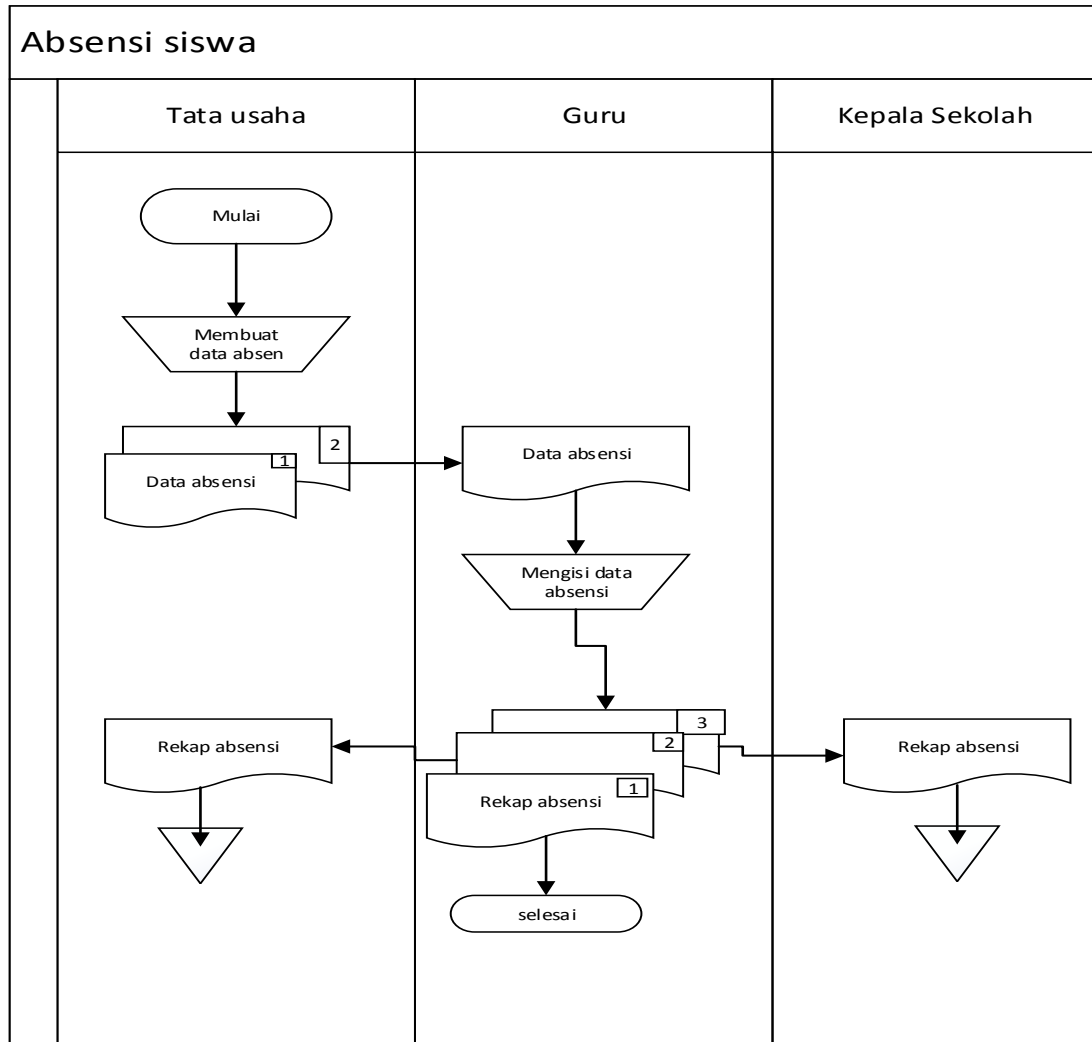 Absensi siswa
Tata usaha
Guru
Kepala Sekolah
Mulai
Membuat
data absen
2
1
Data absensi
Data absensi
Mengisi data
absensi
3
2
1
Rekap absensi
Rekap absensi
Rekap absensi
selesai